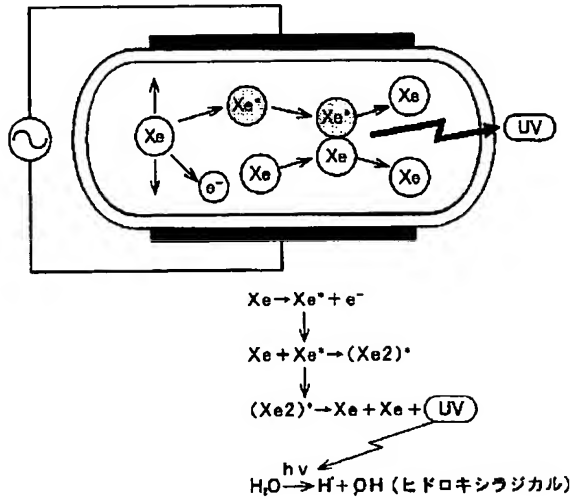 Xe
Xe*
e⁻
Xe
Xe*
Xe
Xe
Xe
UV
Xe→Xe*+e⁻
Xe+Xe*→(Xe2)*
(Xe2)*→Xe+Xe+UV
hν
H₂O→H･+･OH (ヒドロキシラジカル)